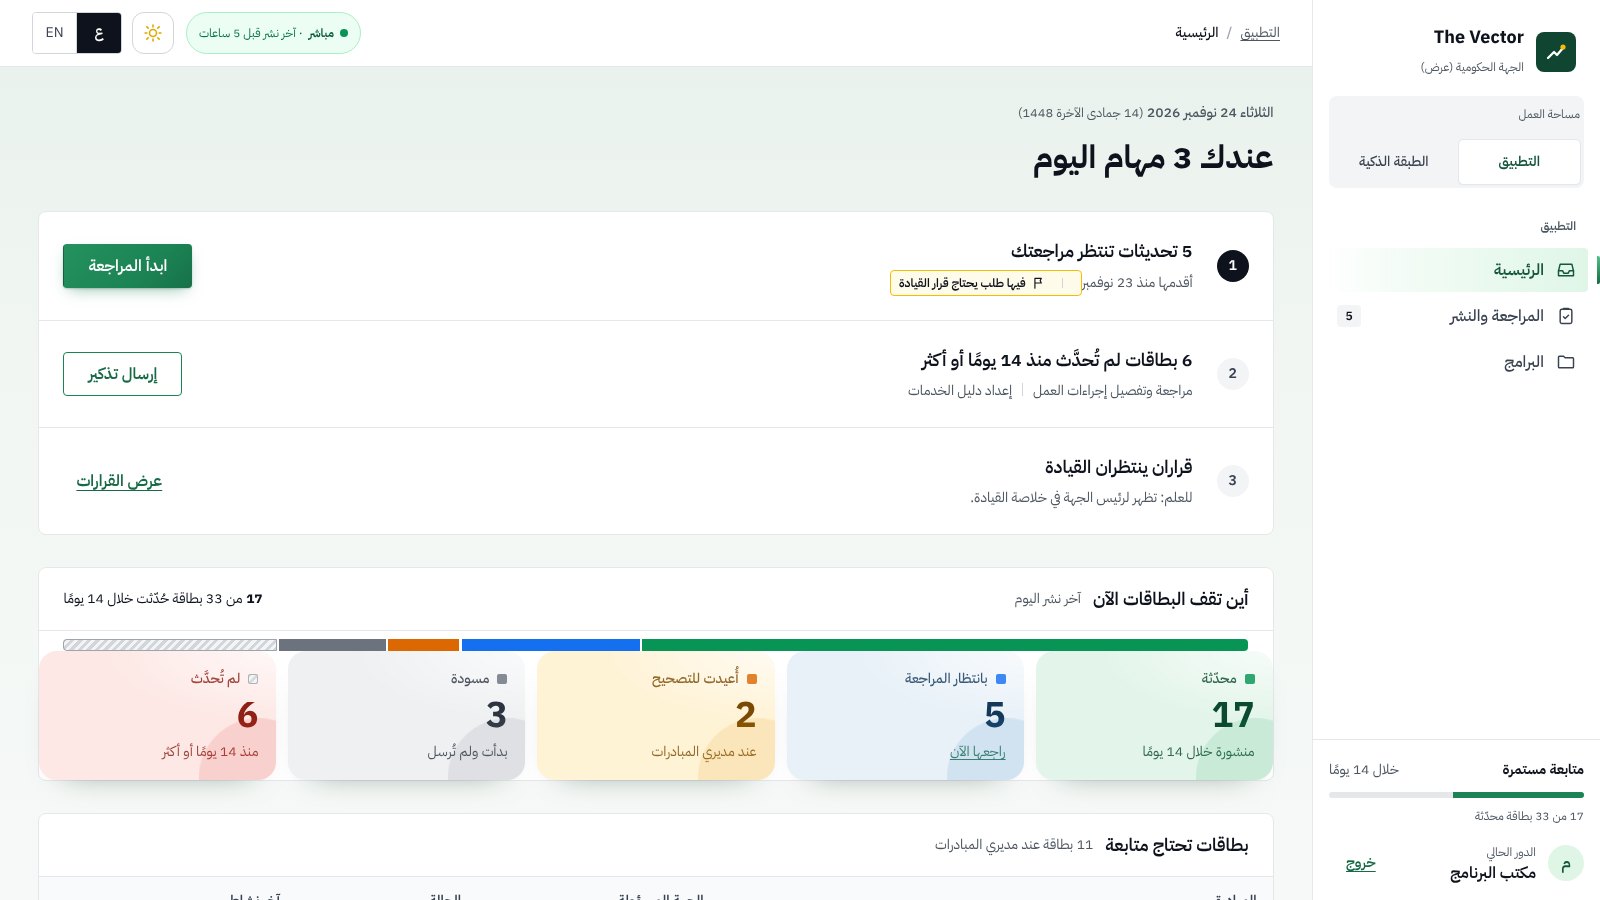 The Vector
الجهة الحكومية (عرض)
مساحة العمل
التطبيق
الطبقة الذكية
التطبيق
الرئيسية
المراجعة والنشر
5
البرامج
متابعة مستمرة
خلال 14 يومًا
17 من 33 بطاقة محدّثة
م
الدور الحالي
مكتب البرنامج
خروج
التطبيق / الرئيسية
مباشر · آخر نشر قبل 5 ساعات
ع
EN
الثلاثاء 24 نوفمبر 2026 (14 جمادى الآخرة 1448)
عندك 3 مهام اليوم
1
5 تحديثات تنتظر مراجعتك
أقدمها منذ 23 نوفمبر
فيها طلب يحتاج قرار القيادة
ابدأ المراجعة
2
6 بطاقات لم تُحدَّث منذ 14 يومًا أو أكثر
مراجعة وتفصيل إجراءات العمل | إعداد دليل الخدمات
إرسال تذكير
3
قراران ينتظران القيادة
للعلم: تظهر لرئيس الجهة في خلاصة القيادة.
عرض القرارات
أين تقف البطاقات الآن
آخر نشر اليوم
17 من 33 بطاقة حُدّثت خلال 14 يومًا
محدّثة
17
منشورة خلال 14 يومًا
بانتظار المراجعة
5
راجعها الآن
أُعيدت للتصحيح
2
عند مديري المبادرات
مسودة
3
بدأت ولم تُرسل
لم تُحدَّث
6
منذ 14 يومًا أو أكثر
بطاقات تحتاج متابعة
11 بطاقة عند مديري المبادرات